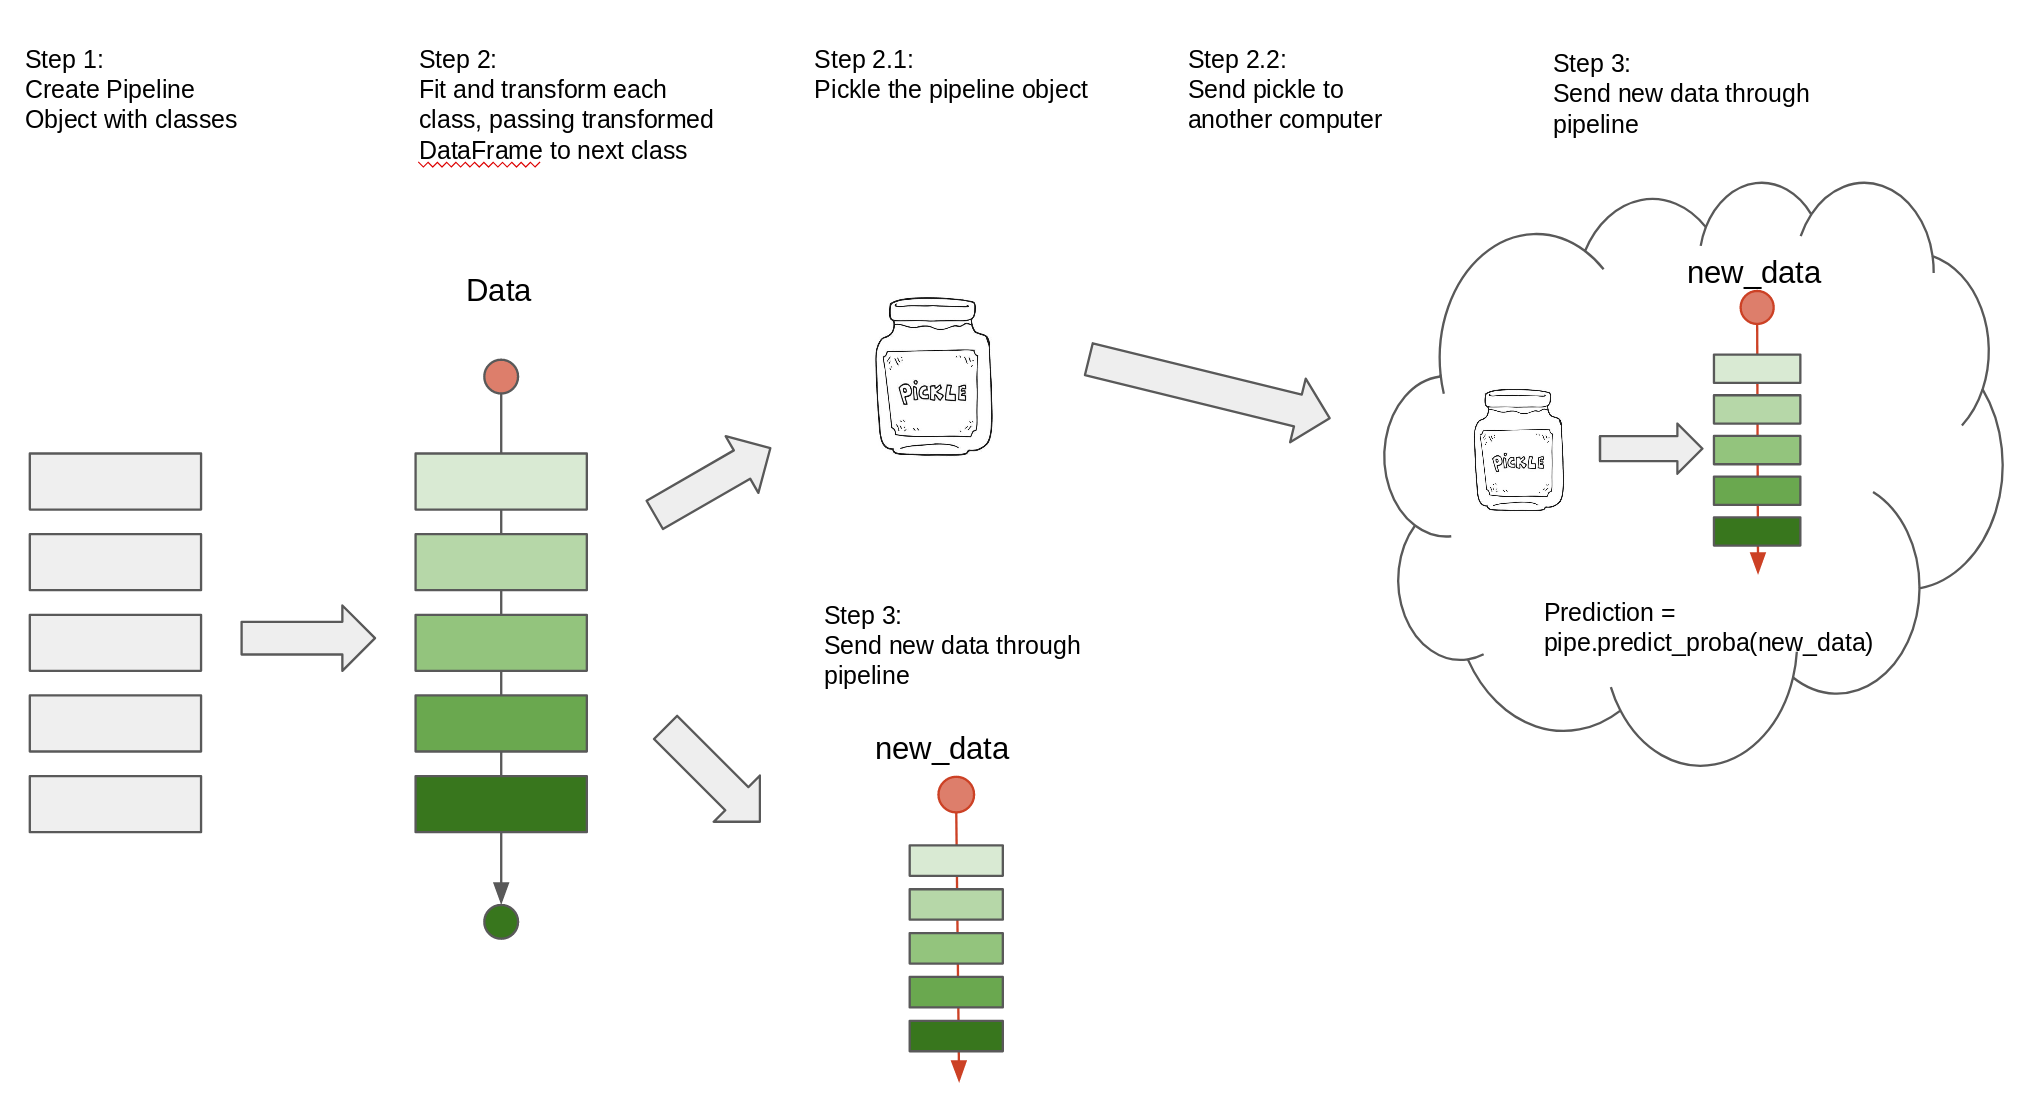 Step 1:
Create Pipeline
Object with classes
Step 2:
Fit and transform each
class, passing transformed
DataFrame to next class
Step 2.1:
Pickle the pipeline object
Step 2.2:
Send pickle to
another computer
Step 3:
Send new data through
pipeline
Data
PiCKLE
new_data
PiCKLE
Prediction =
pipe.predict_proba(new_data)
Step 3:
Send new data through
pipeline
new_data